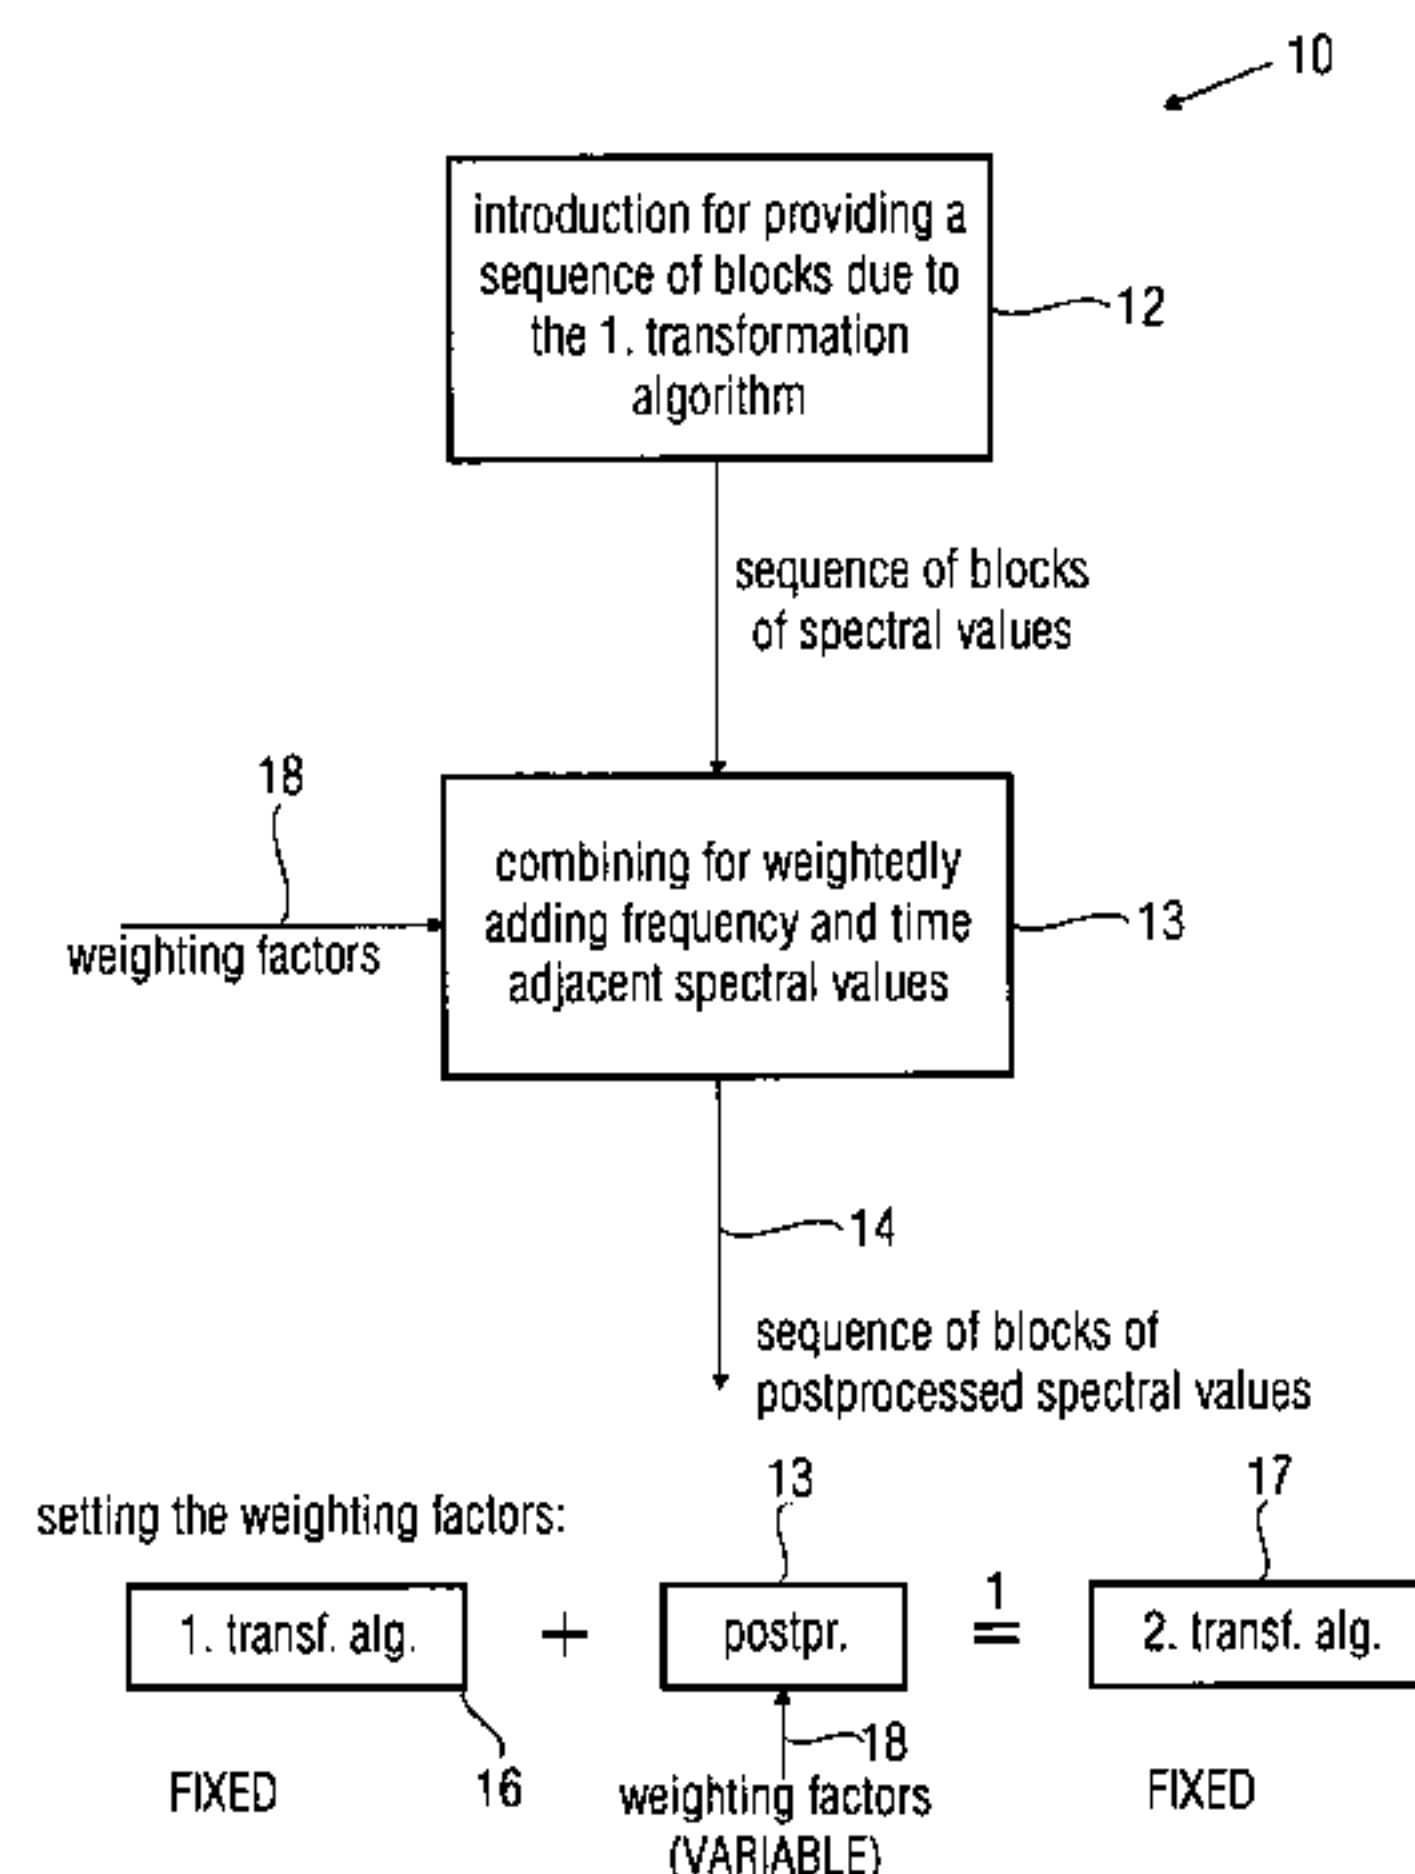 10
introduction for providing a
sequence of blocks due to
the 1. transformation
algorithm
12
sequence of blocks
of spectral values
18
weighting factors
combining for weightedly
adding frequency and time
adjacent spectral values
13
14
sequence of blocks of
postprocessed spectral values
setting the weighting factors:
13
17
1. transf. alg.
+
postpr.
1
=
2. transf. alg.
18
FIXED
16
weighting factors
(VARIABLE)
FIXED